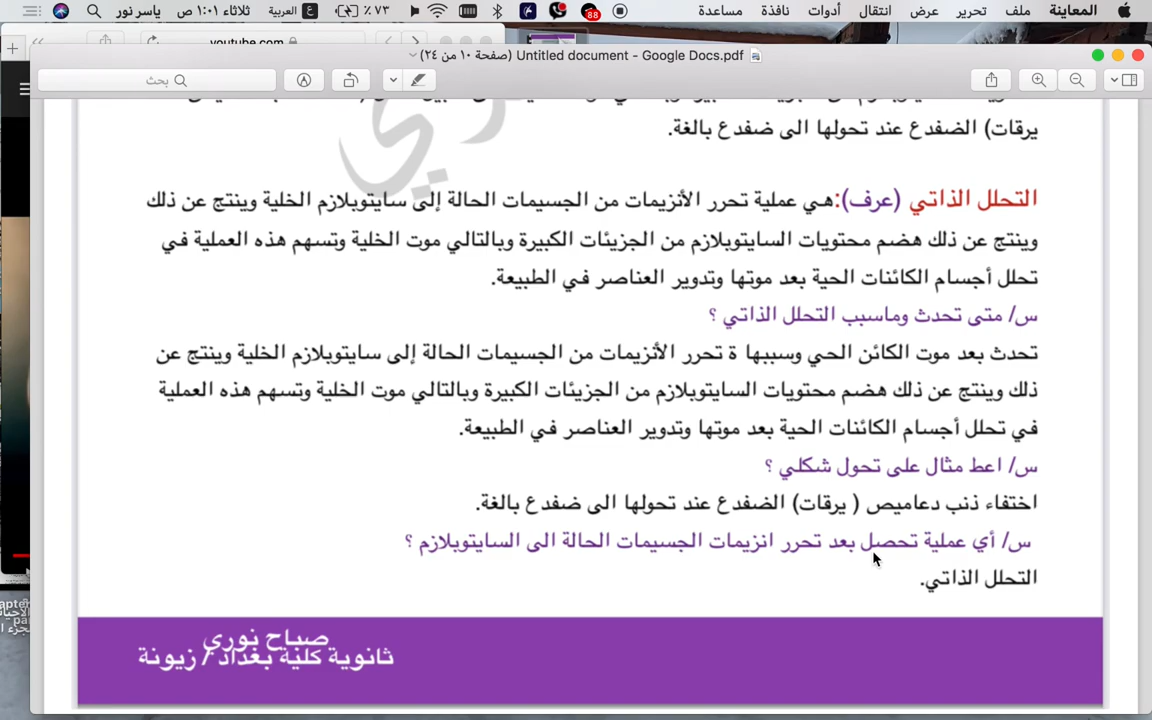 المعاينة ملف تحرير عرض انتقال أدوات نافذة مساعدة
88 العربية ع ٧٣ ٪ ثلاثاء ١:٠١ ص ياسر نور
youtube.com
Untitled document - Google Docs.pdf (صفحة ١٠ من ٢٤)
بحث
يرقات) الضفدع عند تحولها الى ضفدع بالغة.
التحلل الذاتي (عرف):هي عملية تحرر الأنزيمات من الجسيمات الحالة إلى سايتوبلازم الخلية وينتج عن ذلك
وينتج عن ذلك هضم محتويات السايتوبلازم من الجزيئات الكبيرة وبالتالي موت الخلية وتسهم هذه العملية في
تحلل أجسام الكائنات الحية بعد موتها وتدوير العناصر في الطبيعة.
س/ متى تحدث وماسبب التحلل الذاتي ؟
تحدث بعد موت الكائن الحي وسببها ة تحرر الأنزيمات من الجسيمات الحالة إلى سايتوبلازم الخلية وينتج عن
ذلك وينتج عن ذلك هضم محتويات السايتوبلازم من الجزيئات الكبيرة وبالتالي موت الخلية وتسهم هذه العملية
في تحلل أجسام الكائنات الحية بعد موتها وتدوير العناصر في الطبيعة.
س/ اعط مثال على تحول شكلي ؟
اختفاء ذنب دعاميص ( يرقات) الضفدع عند تحولها الى ضفدع بالغة.
س/ أي عملية تحصل بعد تحرر انزيمات الجسيمات الحالة الى السايتوبلازم ؟
التحلل الذاتي.
صباح نوري
ثانوية كلية بغداد / زيونة